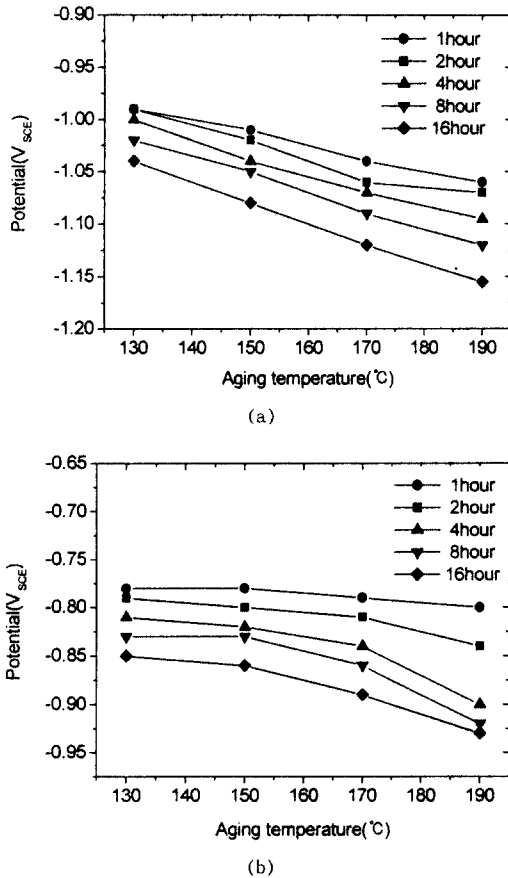 -0.90
-0.95
-1.00
-1.05
-1.10
-1.15
-1.20
Potential(V_SCE)
1hour
2hour
4hour
8hour
16hour
130 140 150 160 170 180 190
Aging temperature(℃)
(a)
-0.65
-0.70
-0.75
-0.80
-0.85
-0.90
-0.95
Potential(V_SCE)
1hour
2hour
4hour
8hour
16hour
130 140 150 160 170 180 190
Aging temperature(℃)
(b)